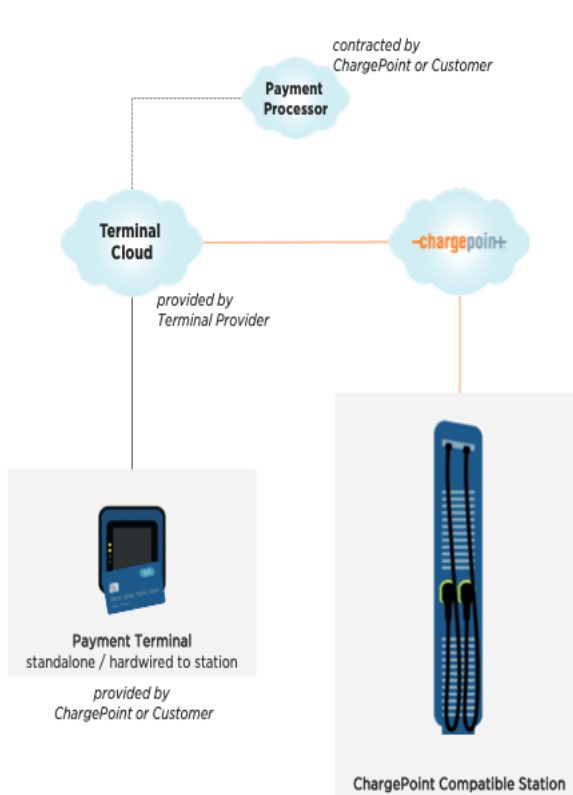 contracted by
ChargePoint or Customer
Payment
Processor
Terminal
Cloud
-chargepoin+
provided by
Terminal Provider
Payment Terminal
standalone / hardwired to station
provided by
ChargePoint or Customer
ChargePoint Compatible Station